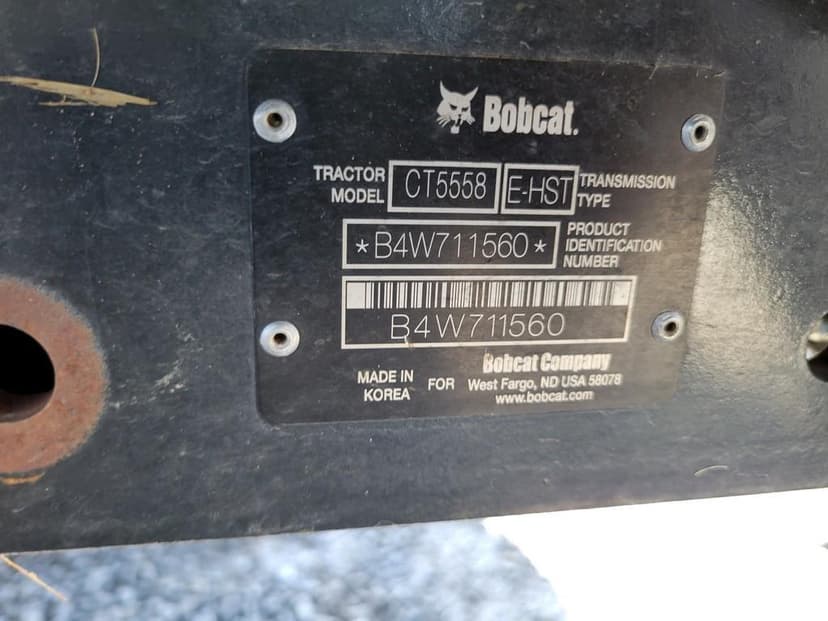 Bobcat.
TRACTOR MODEL CT5558 E-HST TRANSMISSION TYPE
*B4W711560* PRODUCT IDENTIFICATION NUMBER
B4W711560
MADE IN KOREA FOR Bobcat Company
West Fargo, ND USA 58078
www.bobcat.com